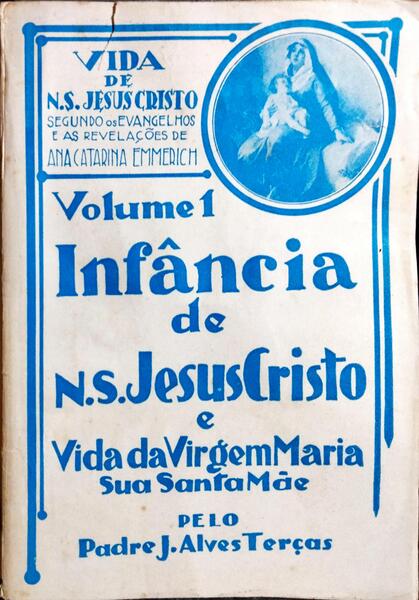 VIDA
DE
N.S. JESUS CRISTO
SEGUNDO OS EVANGELHOS
E AS REVELAÇÕES DE
ANA CATARINA EMMERICH
Volume 1
Infância
de
N.S. Jesus Cristo
e
Vida da Virgem Maria
Sua Santa Mãe
PELO
Padre J. Alves Terças